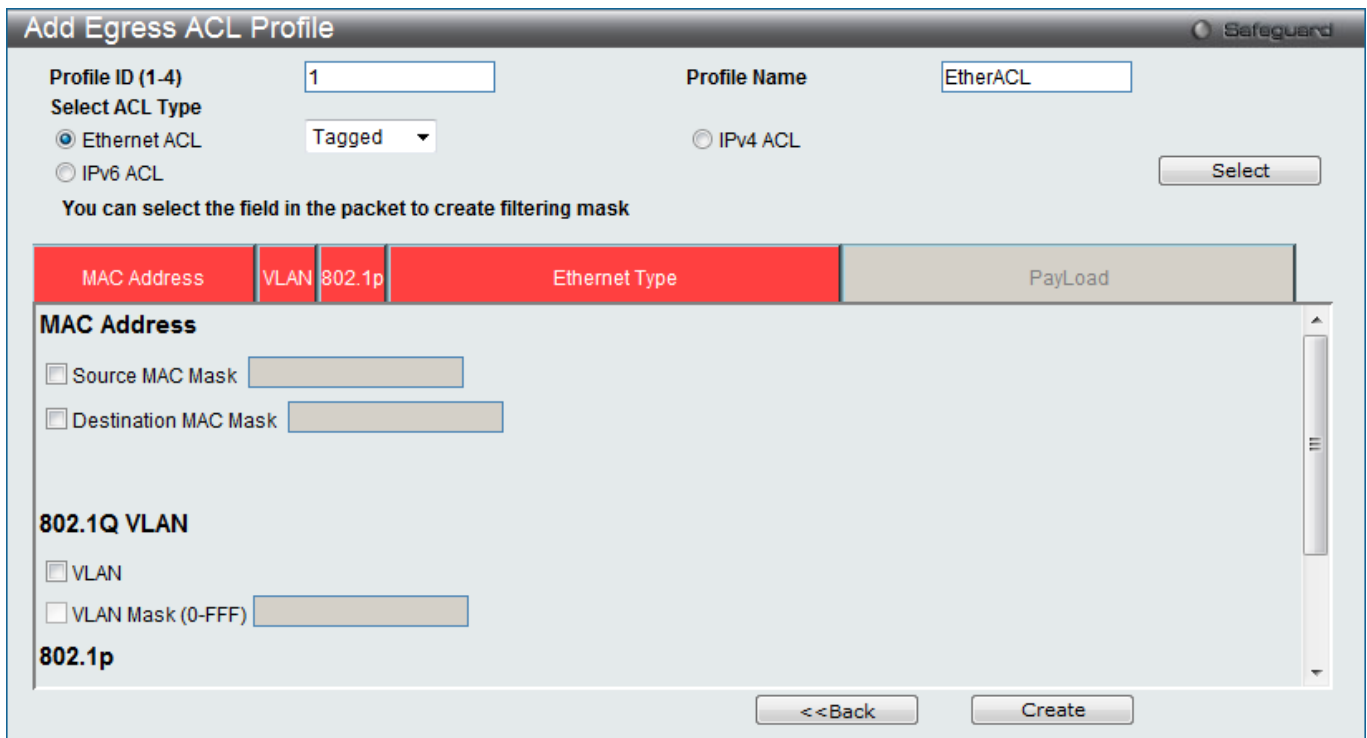 Add Egress ACL Profile Safeguard
Profile ID (1-4) 1 Profile Name EtherACL
Select ACL Type
Ethernet ACL Tagged IPv4 ACL
IPv6 ACL Select
You can select the field in the packet to create filtering mask
MAC Address VLAN 802.1p Ethernet Type PayLoad
MAC Address
Source MAC Mask
Destination MAC Mask
802.1Q VLAN
VLAN
VLAN Mask (0-FFF)
802.1p
<<Back Create